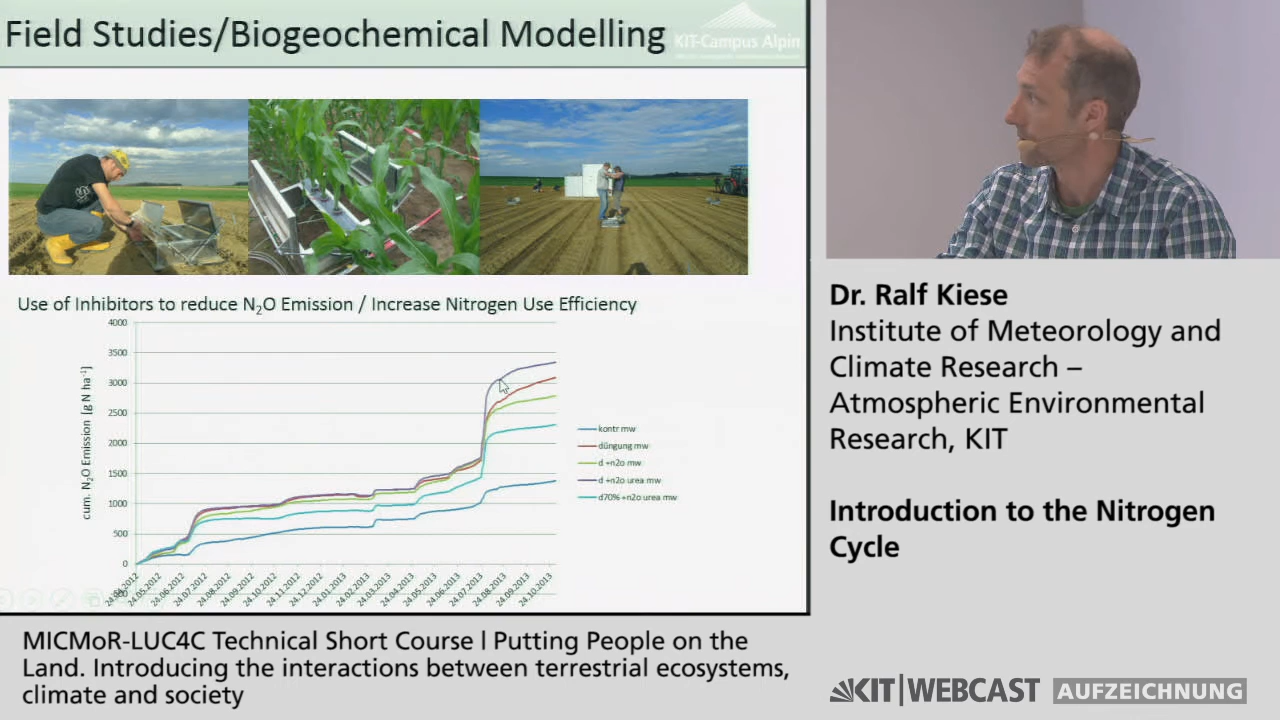 Field Studies/Biogeochemical Modelling
KIT-Campus Alpin
Use of Inhibitors to reduce N₂O Emission / Increase Nitrogen Use Efficiency
cum. N₂O Emission [g N ha⁻¹]
4000
3500
3000
2500
2000
1500
1000
500
0
24.05.2012
24.06.2012
24.07.2012
24.08.2012
24.10.2012
24.11.2012
24.12.2012
24.01.2013
24.02.2013
24.03.2013
24.04.2013
24.05.2013
24.06.2013
24.07.2013
24.08.2013
24.09.2013
24.10.2013
kontr mw
düngung mw
d +n2o mw
d +n2o urea mw
d70% +n2o urea mw
Dr. Ralf Kiese
Institute of Meteorology and
Climate Research –
Atmospheric Environmental
Research, KIT
Introduction to the Nitrogen
Cycle
MICMoR-LUC4C Technical Short Course | Putting People on the
Land. Introducing the interactions between terrestrial ecosystems,
climate and society
KIT|WEBCAST AUFZEICHNUNG